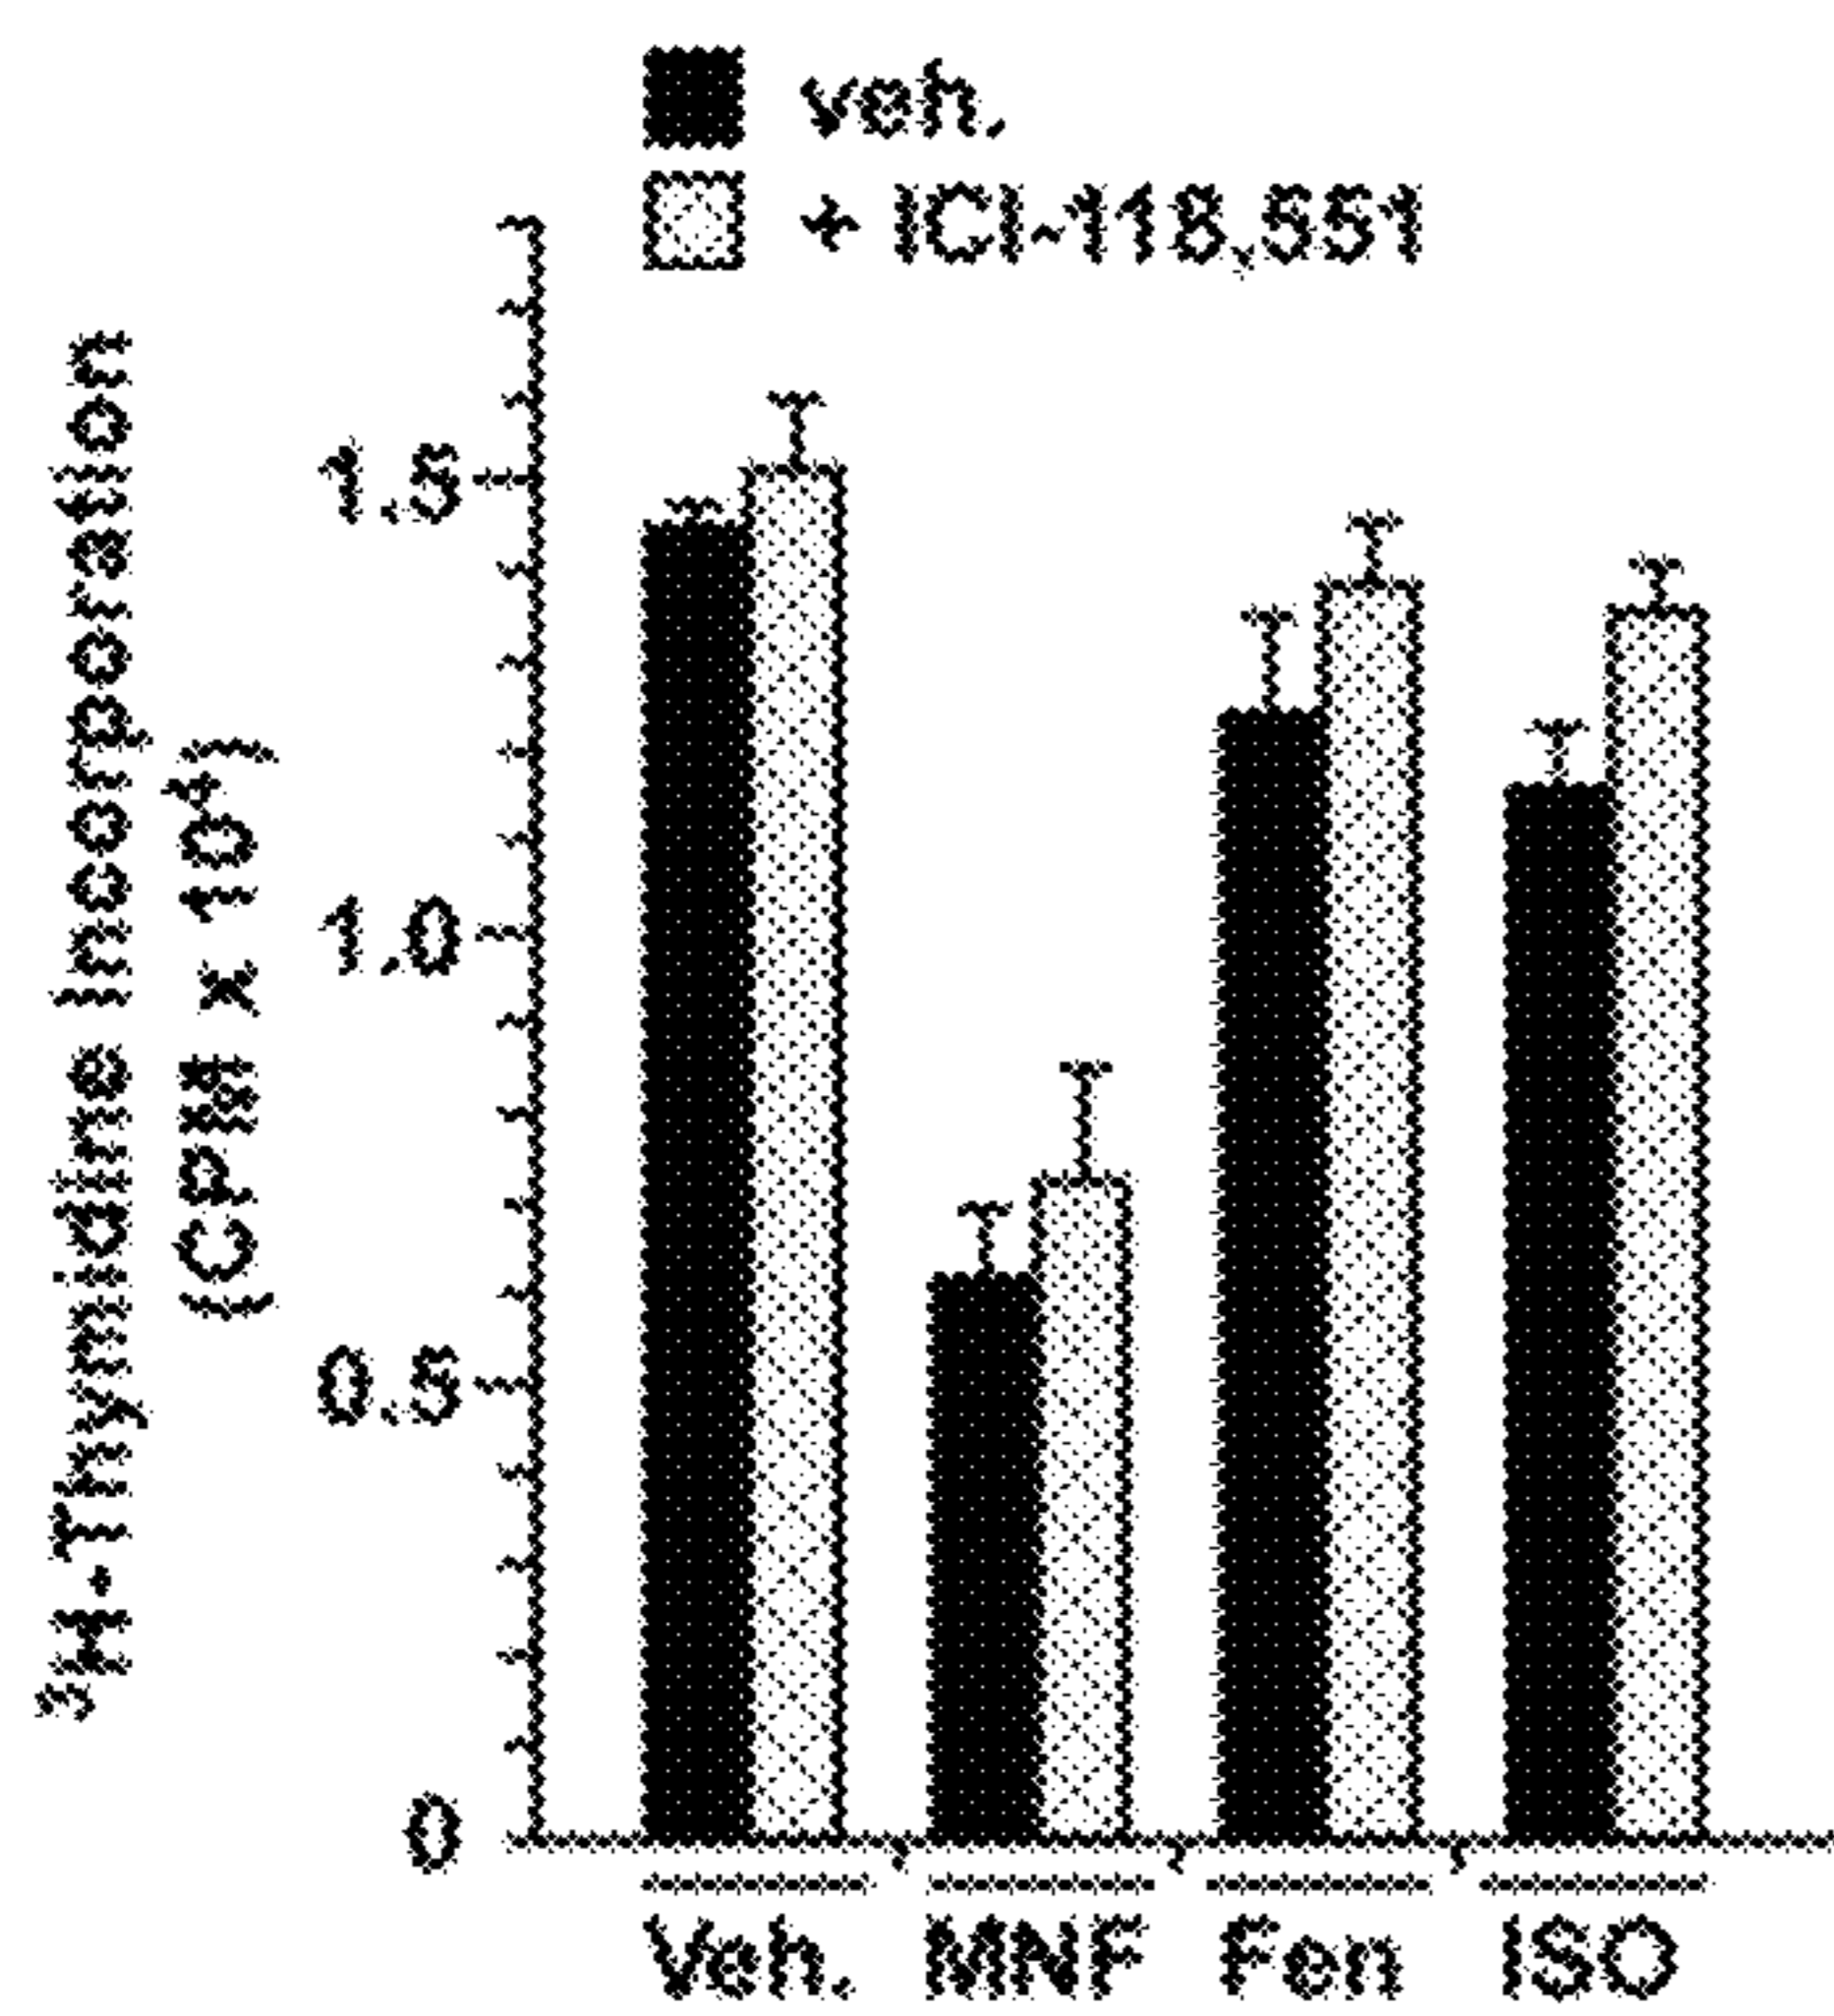 veh.
+ ICI-118,551
³H-Thymidine Incorporation
(CPM x 10⁴)
1.5
1.0
0.5
0
Veh. MNF Fen ISO